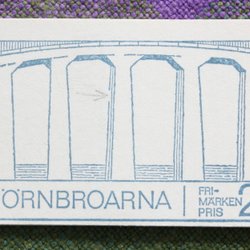 ÖRNBROARNA
FRI-
MÄRKEN
PRIS 2